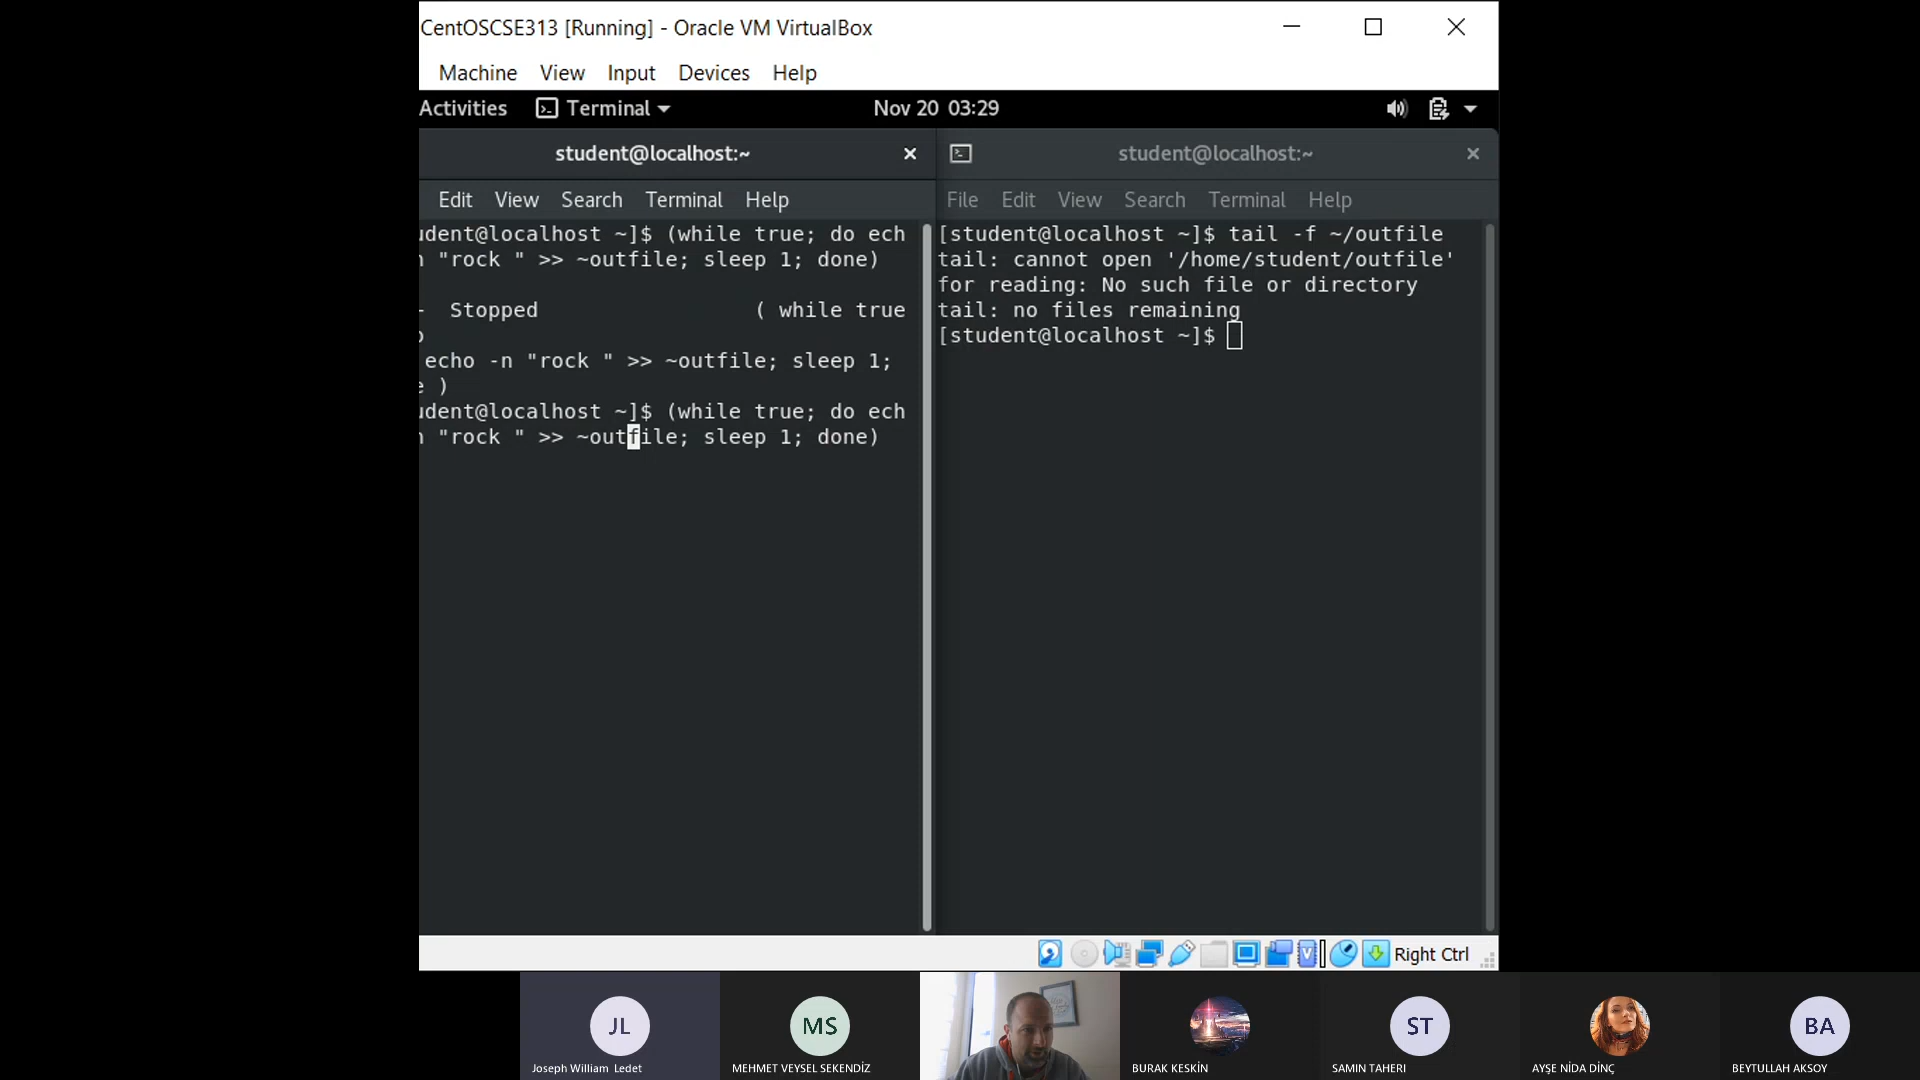 CentOSCSE313 [Running] - Oracle VM VirtualBox
Machine View Input Devices Help
Activities Terminal Nov 20 03:29
student@localhost:~
Edit View Search Terminal Help
udent@localhost ~]$ (while true; do ech
n "rock " >> ~outfile; sleep 1; done)
- Stopped ( while true
o
echo -n "rock " >> ~outfile; sleep 1;
e )
udent@localhost ~]$ (while true; do ech
n "rock " >> ~outfile; sleep 1; done)
student@localhost:~
File Edit View Search Terminal Help
[student@localhost ~]$ tail -f ~/outfile
tail: cannot open '/home/student/outfile'
for reading: No such file or directory
tail: no files remaining
[student@localhost ~]$
Right Ctrl
JL
Joseph William Ledet
MS
MEHMET VEYSEL SEKENDİZ
BURAK KESKİN
ST
SAMIN TAHERI
AYŞE NİDA DİNÇ
BA
BEYTULLAH AKSOY